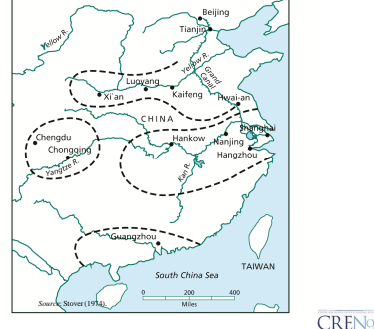 Beijing
Tianjin
Yellow R.
Yellow R.
Grand
Canal
Luoyang
Xi'an
Kaifeng
Hwai-an
CHINA
Shanghai
Chengdu
Hankow
Nanjing
Chongqing
Hangzhou
Yangtze R.
Kan R.
Guangzhou
South China Sea
TAIWAN
Source: Stover (1974).
0 200 400
Miles